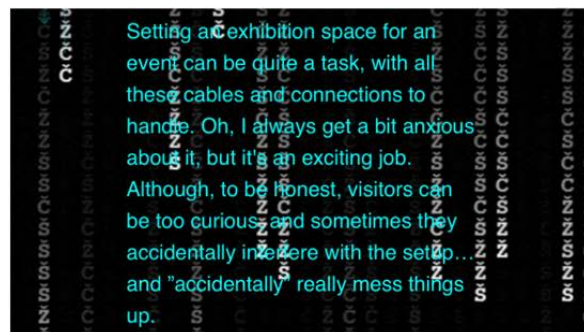 Setting an exhibition space for an
event can be quite a task, with all
these cables and connections to
handle. Oh, I always get a bit anxious
about it, but it's an exciting job.
Although, to be honest, visitors can
be too curious, and sometimes they
accidentally interfere with the setup...
and ”accidentally” really mess things
up.